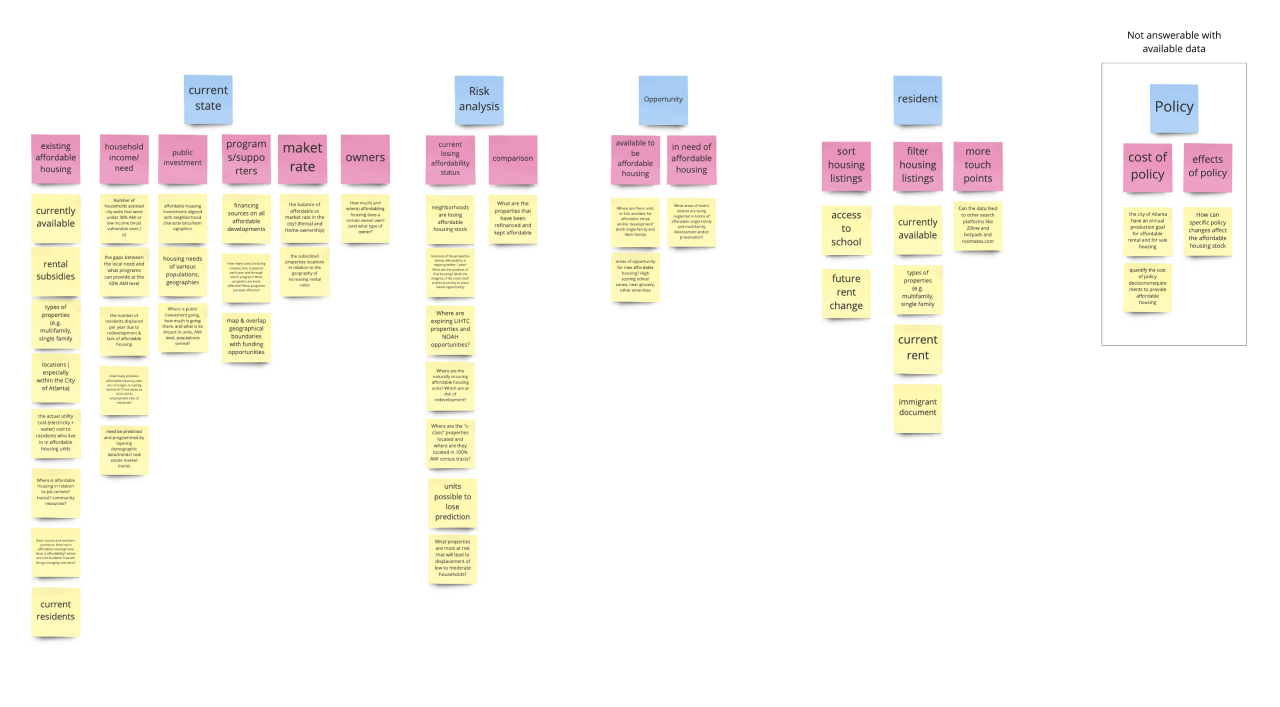 Not answerable with
available data
current
state
Risk
analysis
Opportunity
resident
Policy
existing
affordable
housing
household
income/
need
public
investment
program
s/suppo
rters
maket
rate
owners
current
losing
affordability
status
comparison
available to
be
affordable
housing
in need of
affordable
housing
sort
housing
listings
filter
housing
listings
more
touch
points
cost of
policy
effects
of policy
currently
available
rental
subsidies
types of
properties
(e.g.
multifamily,
single family
locations (
especially
within the City
of Atlanta)
the actual utility
cost (electricity +
water) cost to
residents who live
in in affordable
housing units
Where is affordable
housing in relation
to job centers?
transit? community
resources?
current
residents
Number of
households assisted
city-wide that were
under 30% AMI or
low income (most
vulnerable ones )
the gaps between
the local need and
what programs
can provide at the
60% AMI level
the number of
residents displaced
per year due to
redevelopment &
lack of affordable
housing
need be predicted
and programmed by
layering
demographic
data/trends? real
estate market
trends
affordable housing
investments aligned
with neighborhood
characteristics/dem
ographics
housing needs
of various
populations,
geographies
Where is public
investment going,
how much is going
there, and what is its
impact in units, AMI
level, populations
served?
financing
sources on all
affordable
developments
map & overlap
geographical
boundaries
with funding
opportunities
the balance of
affordable vs
market rate in the
city? (Rental and
Home-ownership)
the subsidized
properties locations
in relation to the
geography of
increasing rental
rates
How much( and
where) affordabling
housing does a
certain owner own?
(and what type of
owner?
neighborhoods
are losing
affordable
housing stock
Where are
expiring LIHTC
properties and
NOAH
opportunities?
Where are the
naturally occuring
affordable housing
units? Which are at
risk of
redevelopment?
Where are the "c-
class" properties
located and
where are they
located in 100%
AMI census tracts?
units
possible to
lose
prediction
What properties
are most at risk
that will lead to
displacement of
low to moderate
households?
What are the
properties that
have been
refinanced and
kept affordable
Where are there units
or lots available for
affordable rehab
and/or development?
(both single-family and
Multi-family)
areas of opportunity
for new affordable
housing? High
scoring school
zones, near grocery,
other amenities
What areas of metro
Atlanta are being
neglected in terms of
affordable single-family
and multi-family
development and/or
preservation?
access
to
school
future
rent
change
currently
available
types of
properties
(e.g.
multifamily,
single family
current
rent
immigrant
document
Can the data feed
to other search
platforms like
Zillow and
hotpads and
roomates.com
the city of Atlanta
have an annual
production goal
for affordable
rental and for sale
housing
quantify the cost
of policy
decisions/require
ments to provide
affordable
housing
How can
specific policy
changes affect
the affordable
housing stock